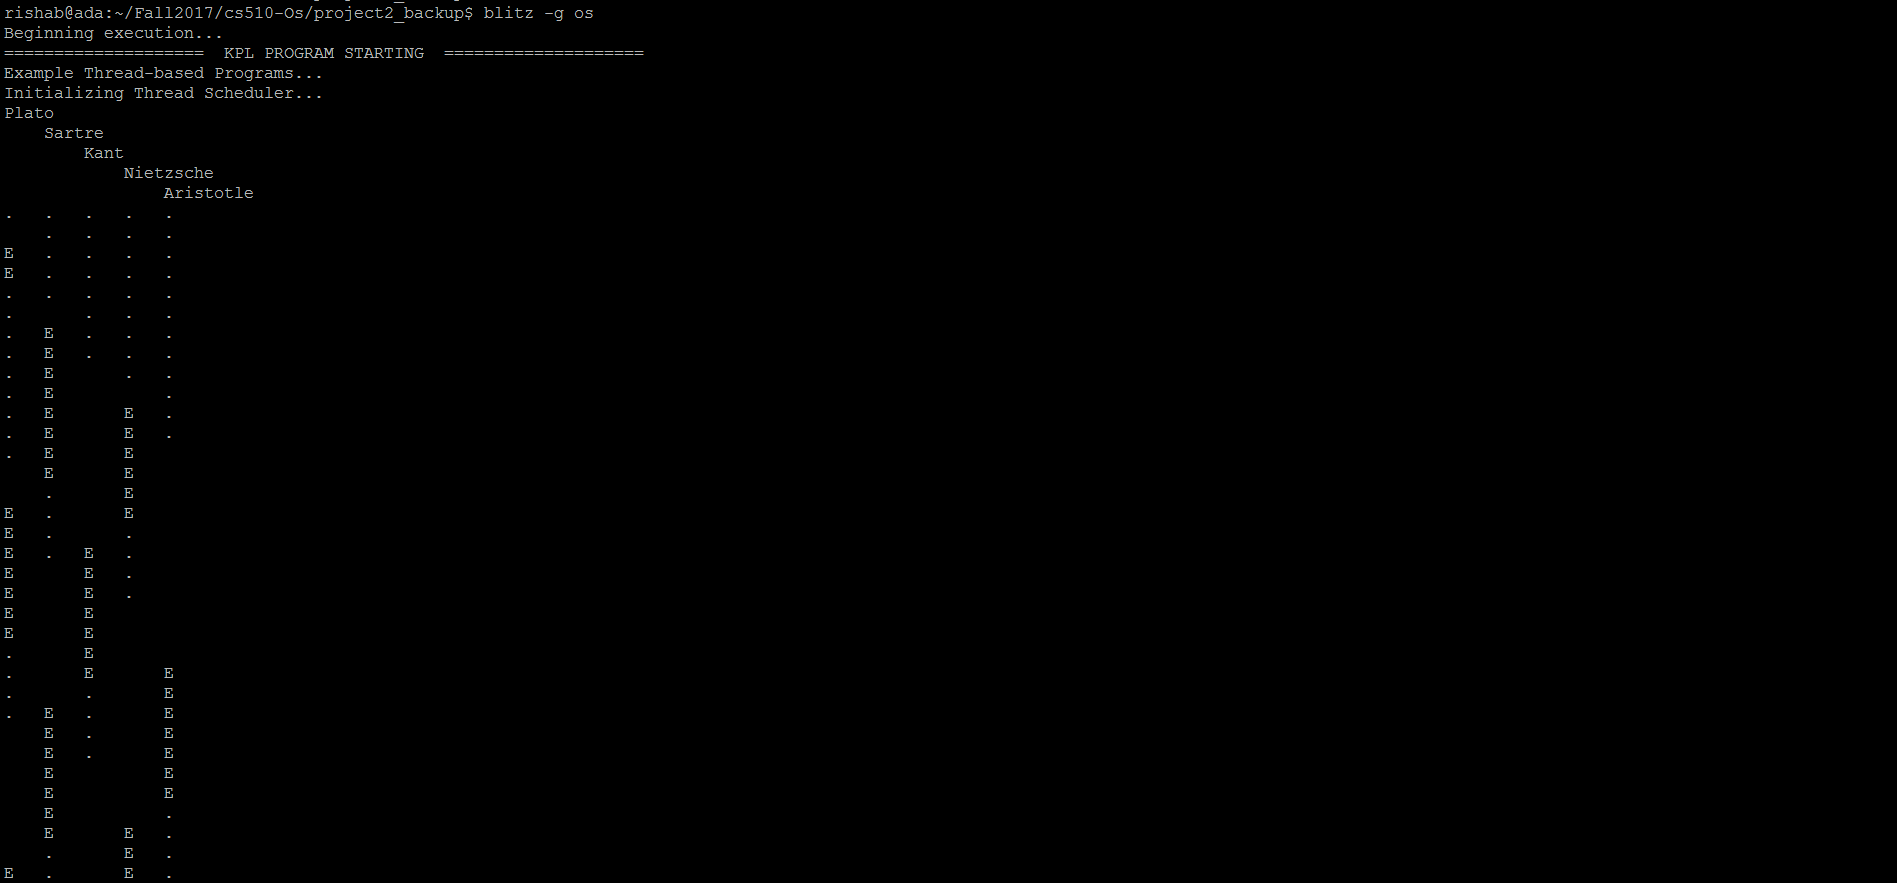 rishab@ada:~/Fall2017/cs510-Os/project2_backup$ blitz -g os
Beginning execution...
====================  KPL PROGRAM STARTING  ====================
Example Thread-based Programs...
Initializing Thread Scheduler...
Plato
    Sartre
        Kant
            Nietzsche
                Aristotle
.   .   .   .   .
    .   .   .   .
E   .   .   .   .
E   .   .   .   .
.   .   .   .   .
.       .   .   .
.   E   .   .   .
.   E   .   .   .
.   E       .   .
.   E           .
.   E       E   .
.   E       E   .
.   E       E
    E       E
    .       E
E   .       E
E   .       .
E   .   E   .
E       E   .
E       E   .
E       E
E       E
.       E
.       E       E
.       .       E
.   E   .       E
    E   .       E
    E   .       E
    E           E
    E           E
    E           .
    E       E   .
    .       E   .
E   .       E   .